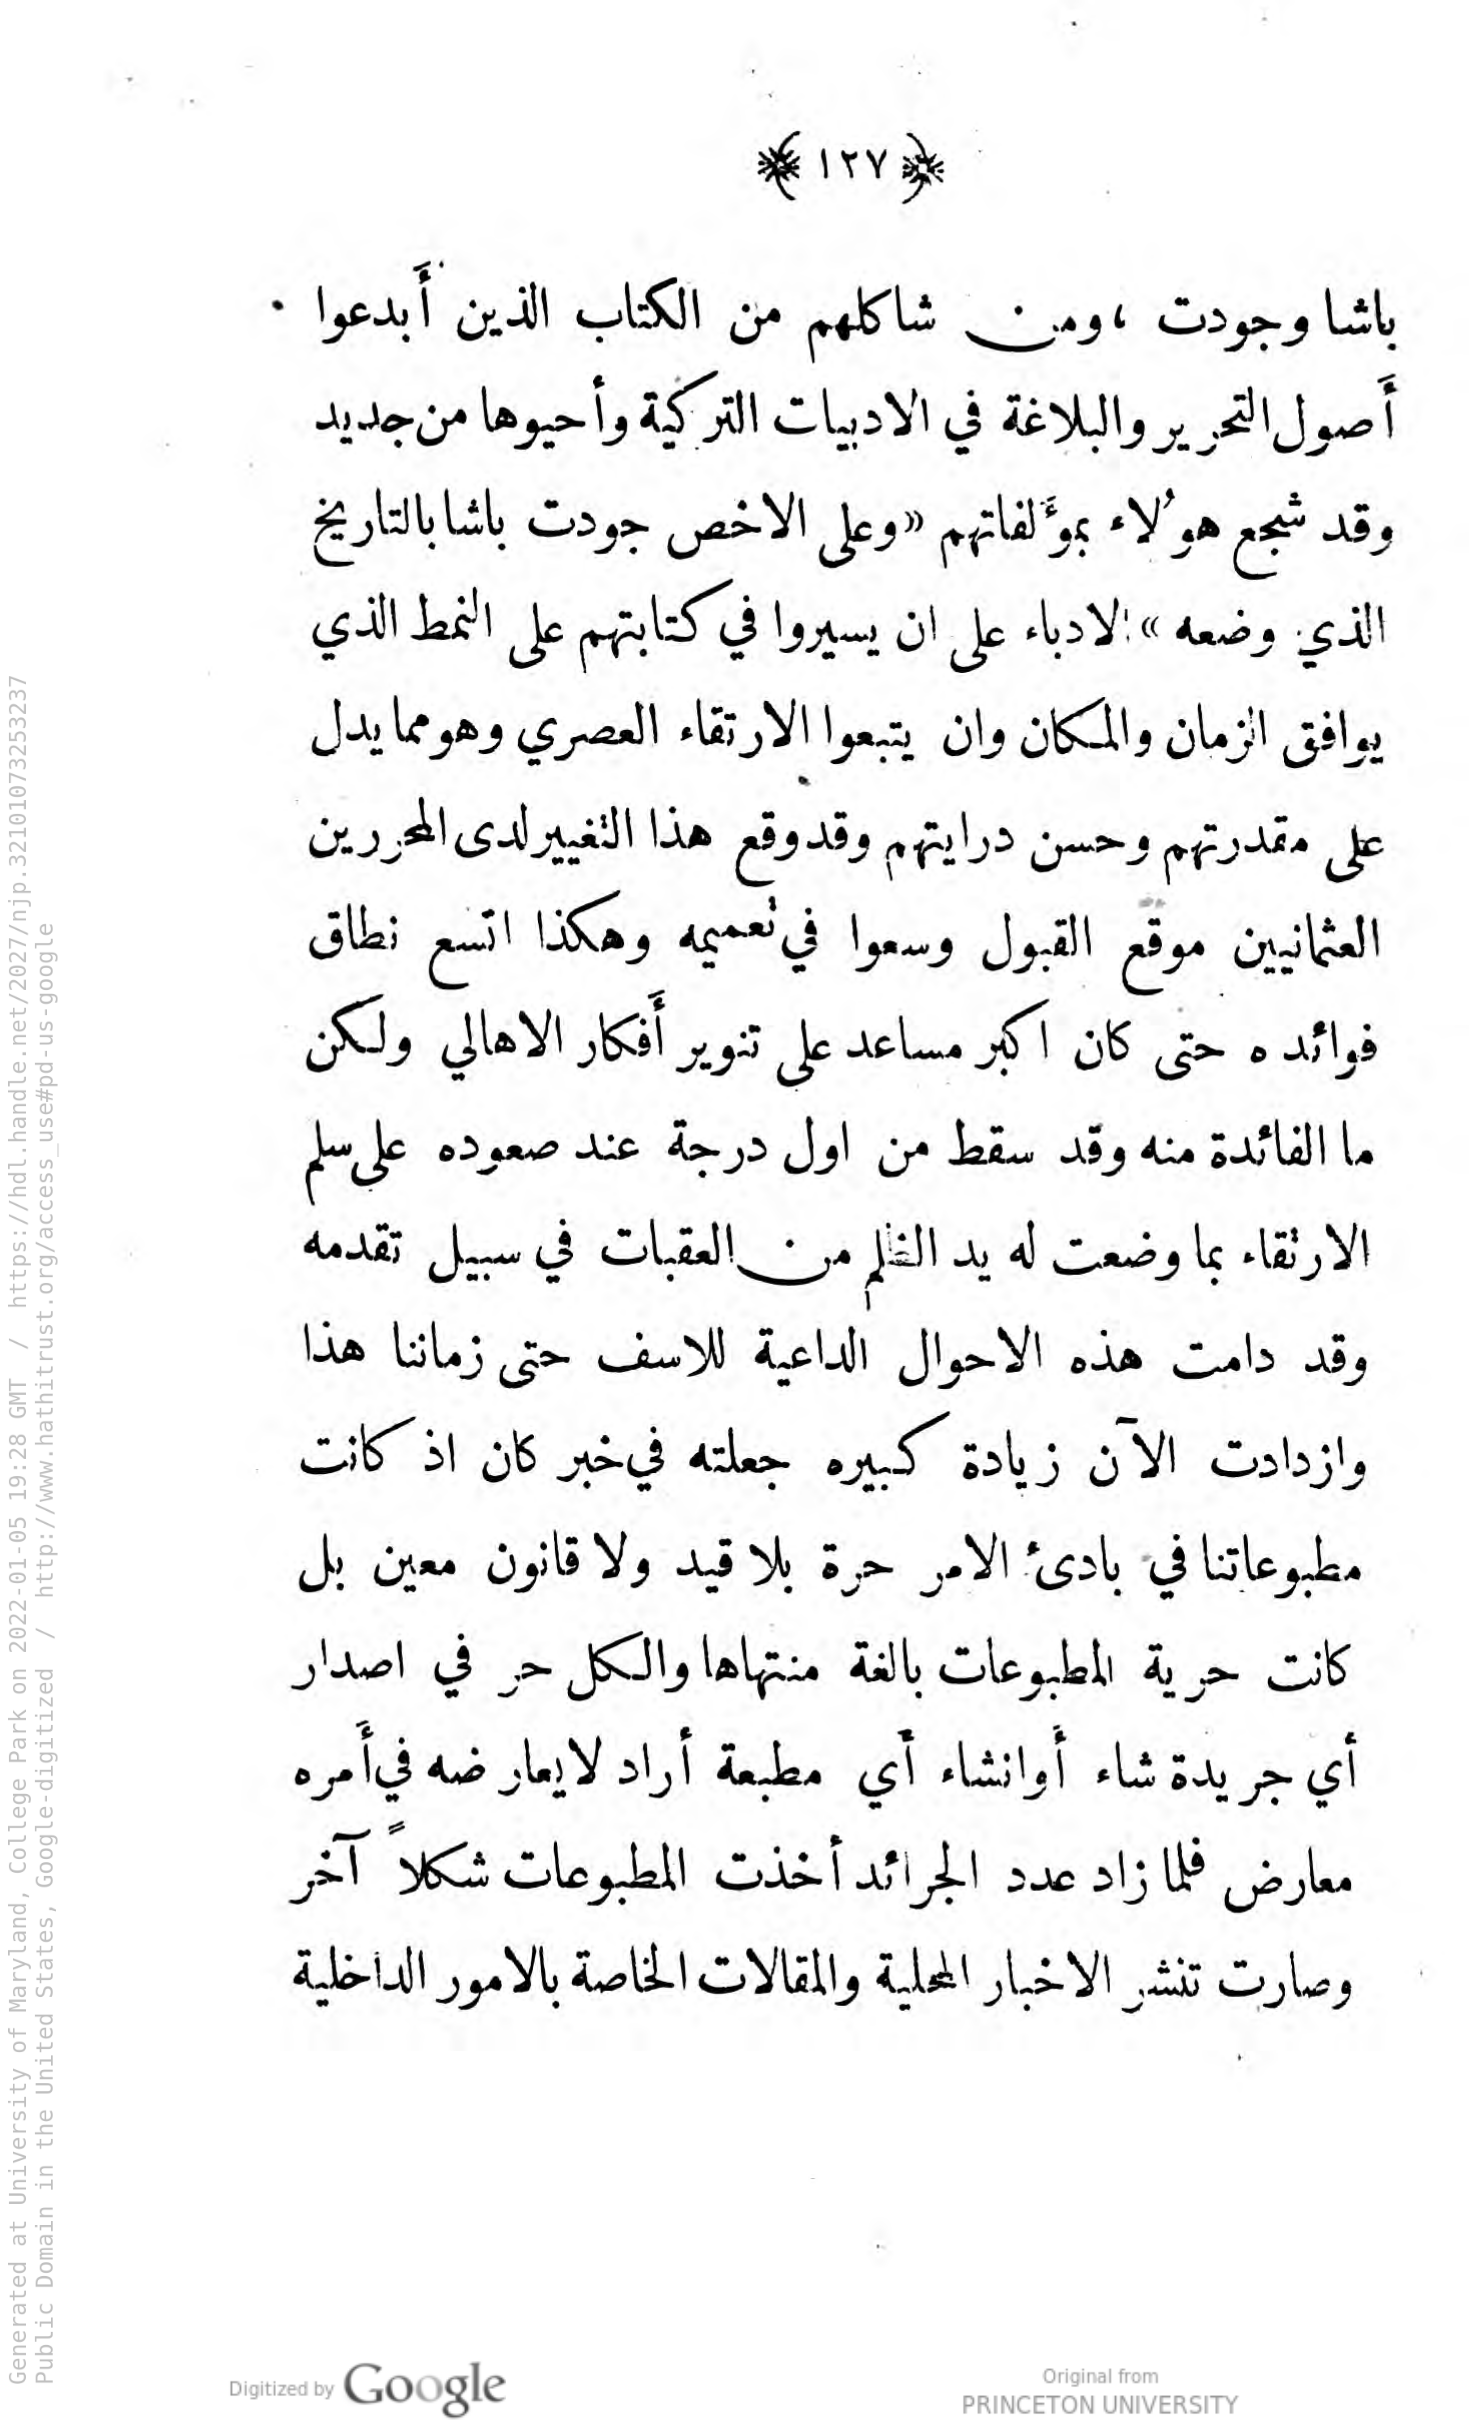 ﴿ ١٢٧ ﴾
باشا وجودت ، ومن شاكلهم من الكتاب الذين أبدعوا
أصول التحرير والبلاغة في الادبيات التركية وأحيوها من جديد
وقد شجع هؤلاء بمؤلفاتهم «وعلى الاخص جودت باشا بالتاريخ
الذي وضعه» الادباء على ان يسيروا في كتابتهم على النمط الذي
يوافق الزمان والمكان وان يتبعوا الارتقاء العصري وهو مما يدل
على مقدرتهم وحسن درايتهم وقد وقع هذا التغيير لدى المحررين
العثمانيين موقع القبول وسعوا في تعميمه وهكذا اتسع نطاق
فوائده حتى كان اكبر مساعد على تنوير أفكار الاهالي ولكن
ما الفائدة منه وقد سقط من اول درجة عند صعوده على سلم
الارتقاء بما وضعت له يد الظلم من العقبات في سبيل تقدمه
وقد دامت هذه الاحوال الداعية للاسف حتى زماننا هذا
وازدادت الآن زيادة كبيره جعلته في خبر كان اذ كانت
مطبوعاتنا في بادئ الامر حرة بلا قيد ولا قانون معين بل
كانت حرية المطبوعات بالغة منتهاها والكل حر في اصدار
أي جريدة شاء أو انشاء أي مطبعة أراد لا يعارضه في أمره
معارض فلما زاد عدد الجرائد أخذت المطبوعات شكلاً آخر
وصارت تنشر الاخبار المحلية والمقالات الخاصة بالامور الداخلية
Generated at University of Maryland, College Park on 2022-01-05 19:28 GMT / https://hdl.handle.net/2027/njp.32101073253237
Public Domain in the United States, Google-digitized / http://www.hathitrust.org/access_use#pd-us-google
Digitized by Google
Original from
PRINCETON UNIVERSITY